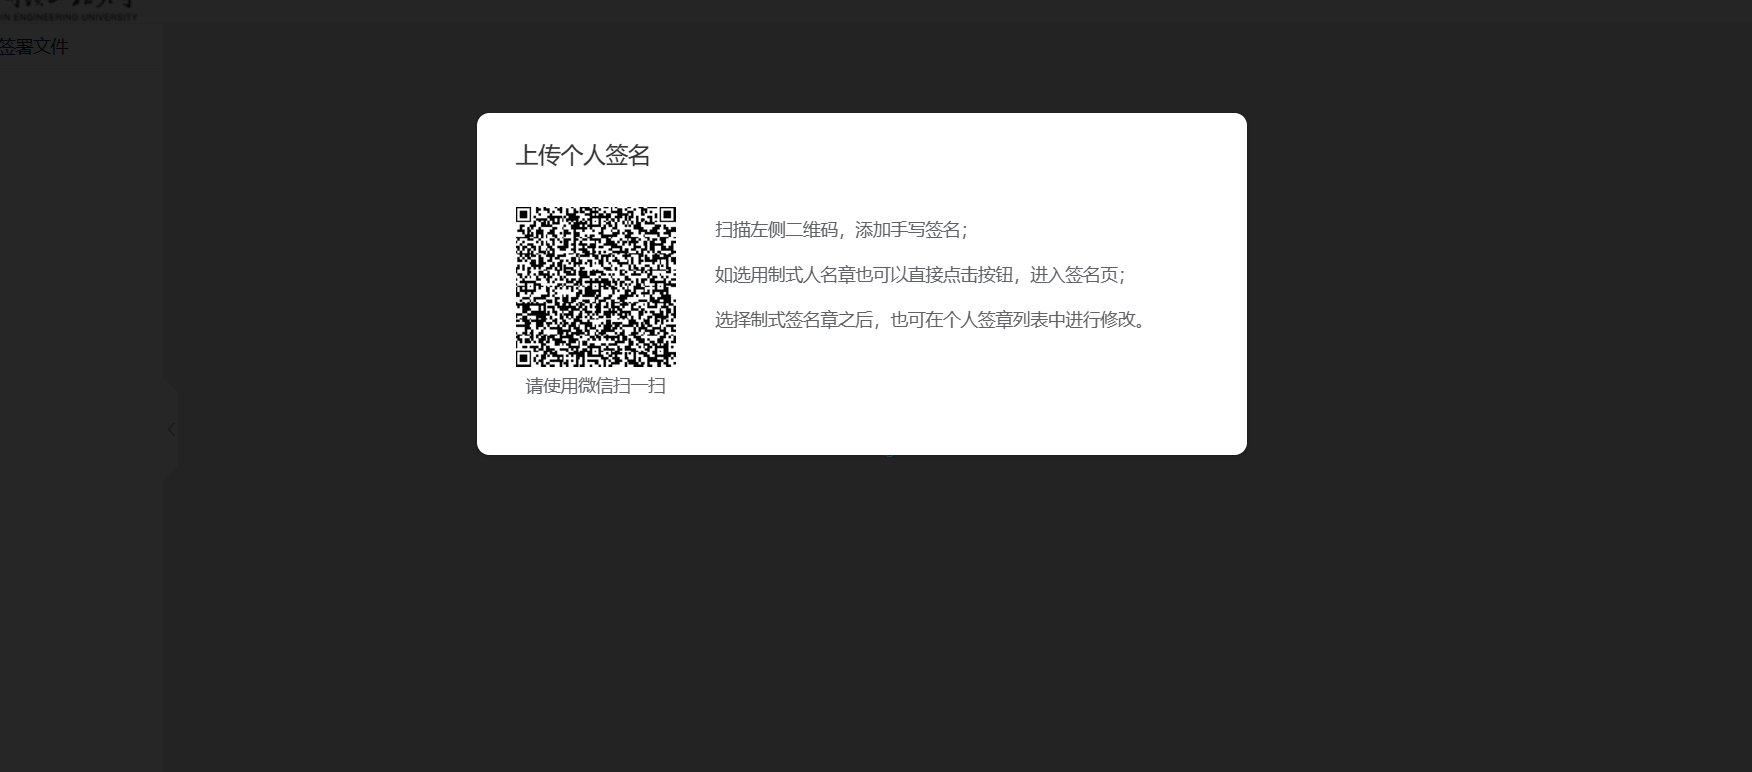 ENGINEERING UNIVERSITY
签署文件
上传个人签名
扫描左侧二维码，添加手写签名；
如选用制式人名章也可以直接点击按钮，进入签名页；
选择制式签名章之后，也可在个人签章列表中进行修改。
请使用微信扫一扫